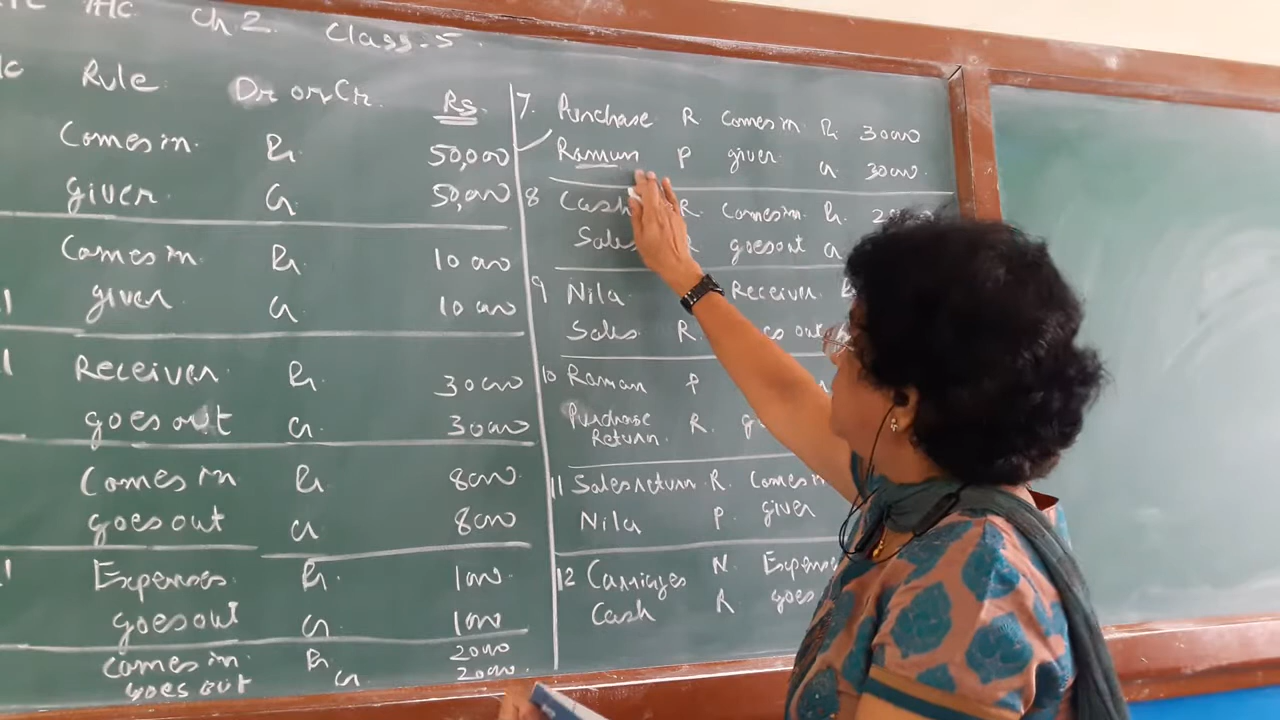 A/c Ch 2 Class. 5
Rule Dr or Cr. Rs.
Comes in. Dr 50,000
giver. Cr. 50,000
Comes in. Dr 10 000
given Cr 10 000
Receiver. Dr. 3000
goes out Cr. 3000
Comes in Dr 8000
goes out Cr 8000
Expenses Dr. 1000
goes out Cr 1000
comes in. Dr 2000
goes out Cr 2000
7. Purchase R. comes in Dr 3000
Raman P giver. Cr. 3000
8 Cash R. Comes in Dr.
Sales goes out Cr
9 Nila. Receiver.
Sales. R.
10 Raman P
Purchase
Return. R.
11 Sales return R. Comes in
Nila P. given
12 Carriages N.
Cash R